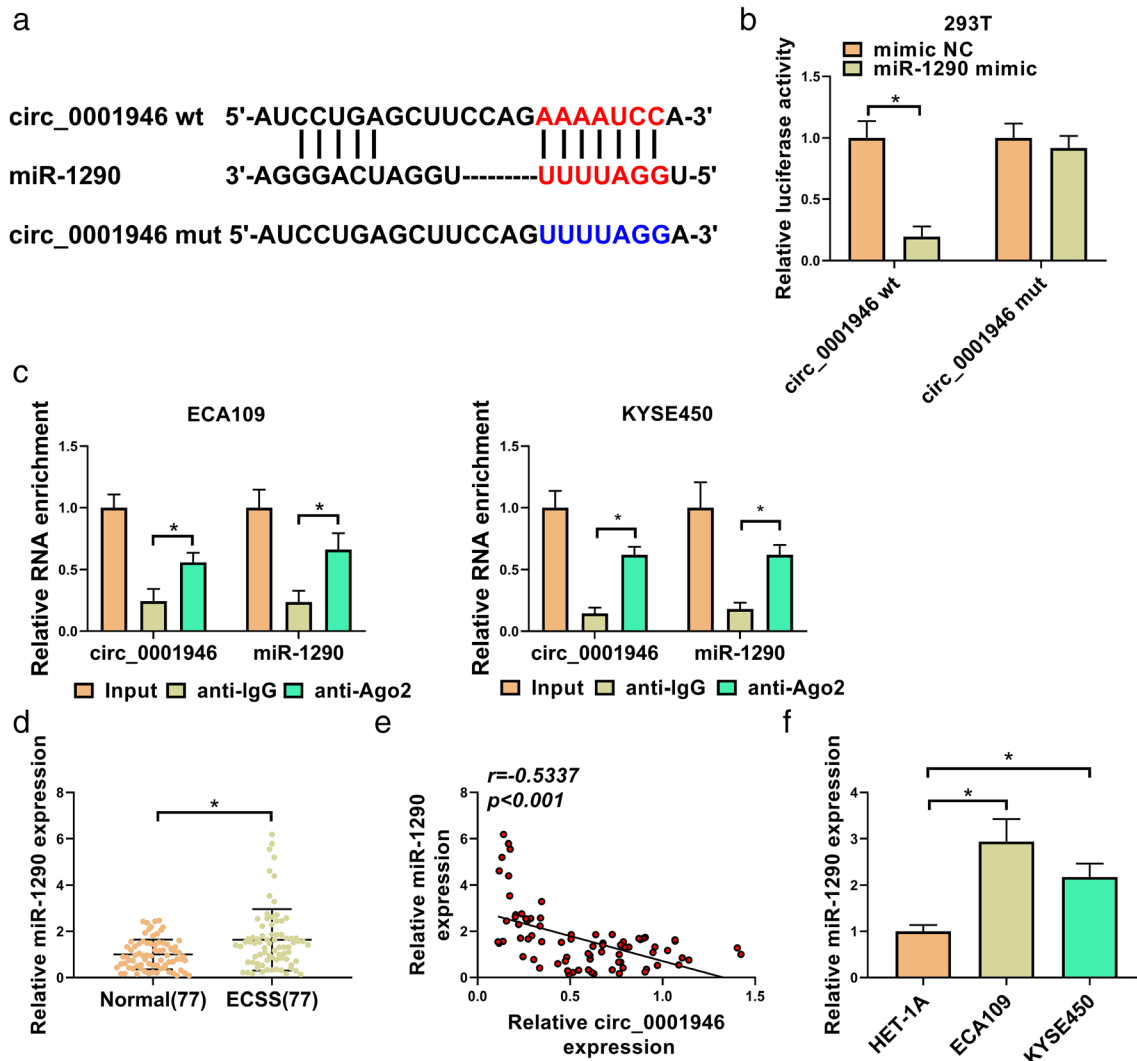 a
circ_0001946 wt 5'-AUCCUGAGCUUCCAGAAAAUCCA-3'
miR-1290 3'-AGGGACUAGGU---------UUUUAGGU-5'
circ_0001946 mut 5'-AUCCUGAGCUUCCAGUUUUAGGA-3'
b
293T
mimic NC
miR-1290 mimic
Relative luciferase activity
1.5
1.0
0.5
0.0
*
circ_0001946 wt
circ_0001946 mut
c
ECA109
Relative RNA enrichment
1.5
1.0
0.5
0.0
*
*
circ_0001946 miR-1290
Input anti-IgG anti-Ago2
KYSE450
Relative RNA enrichment
1.5
1.0
0.5
0.0
*
*
circ_0001946 miR-1290
Input anti-IgG anti-Ago2
d
Relative miR-1290 expression
8
6
4
2
0
*
Normal(77) ECSS(77)
e
r=-0.5337
p<0.001
Relative miR-1290
expression
8
6
4
2
0
0.0 0.5 1.0 1.5
Relative circ_0001946
expression
f
Relative miR-1290 expression
4
3
2
1
0
*
*
HET-1A
ECA109
KYSE450